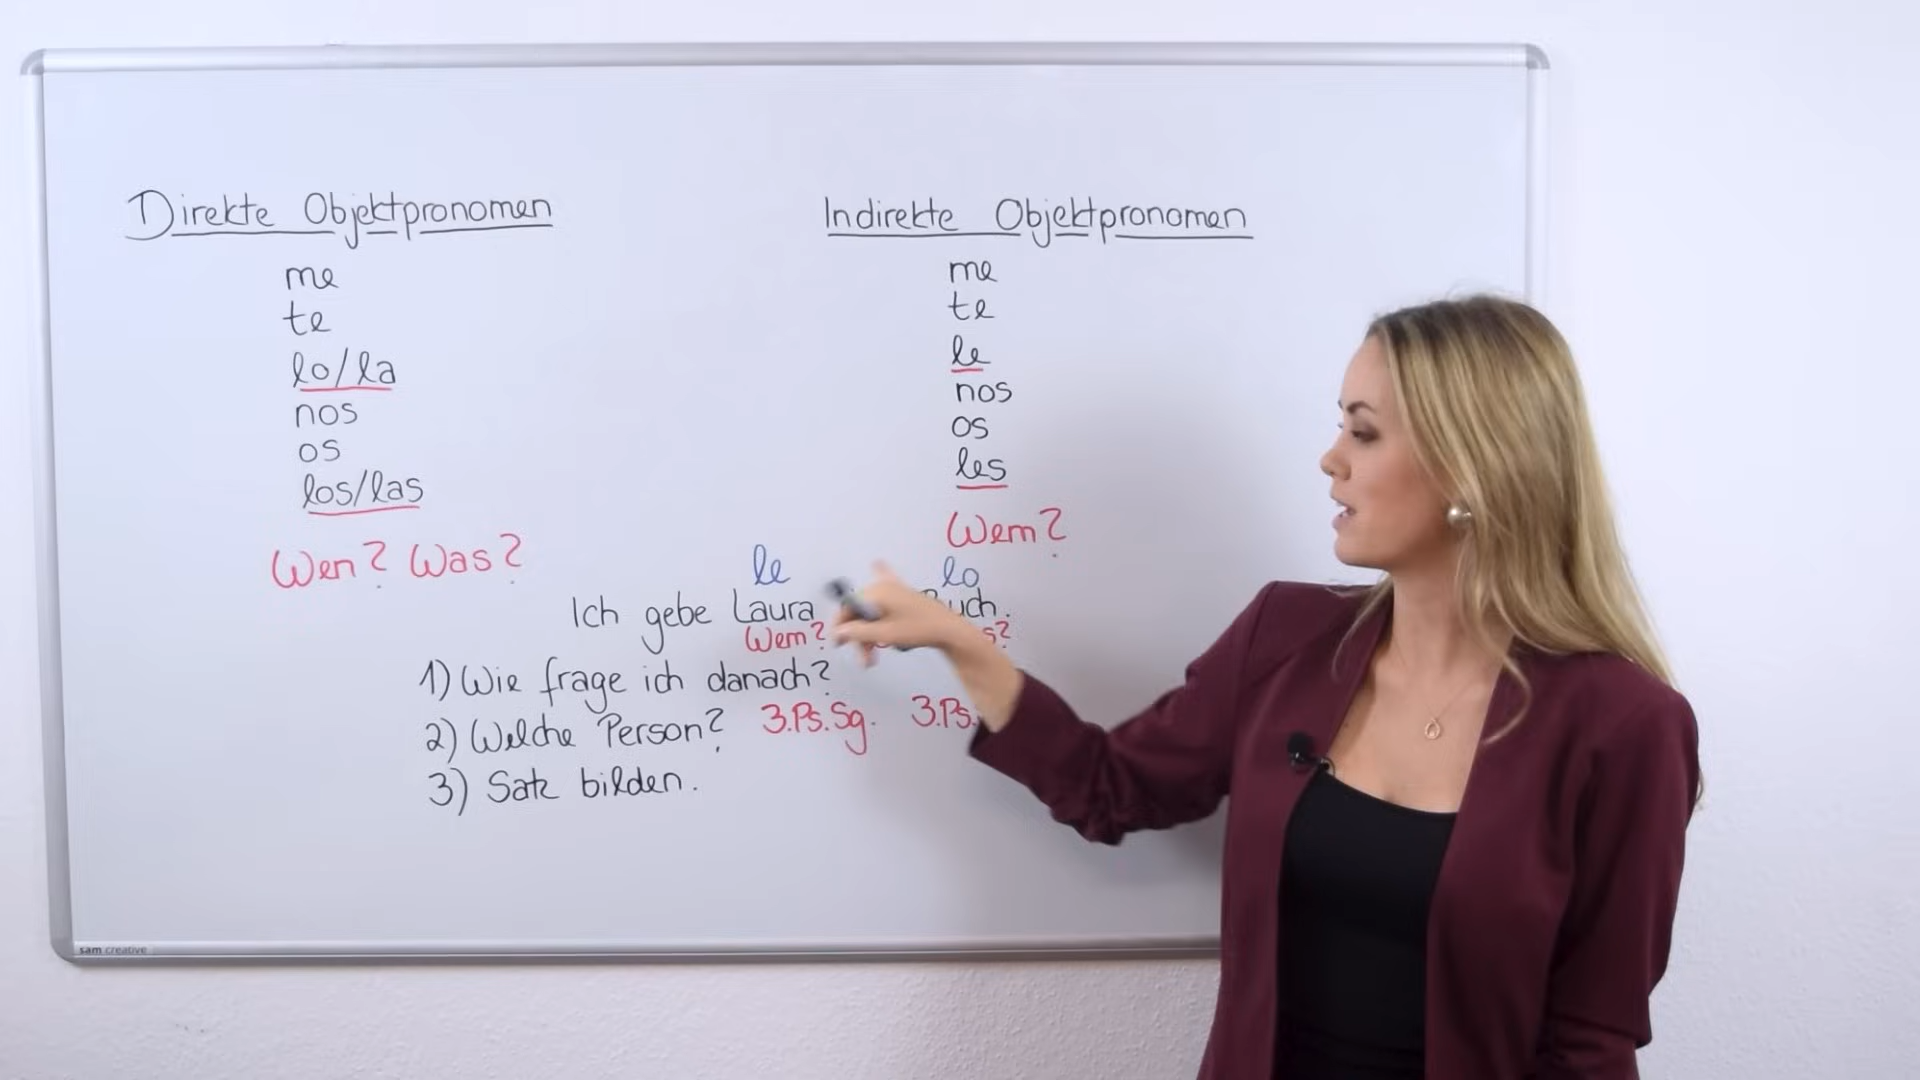 Direkte Objektpronomen
me
te
lo/la
nos
os
los/las
Wen? Was?
Indirekte Objektpronomen
me
te
le
nos
os
les
Wem?
le lo
Ich gebe Laura
Wem?
1) Wie frage ich danach?
2) Welche Person? 3.Ps.Sg. 3.Ps.
3) Satz bilden.
sam creative